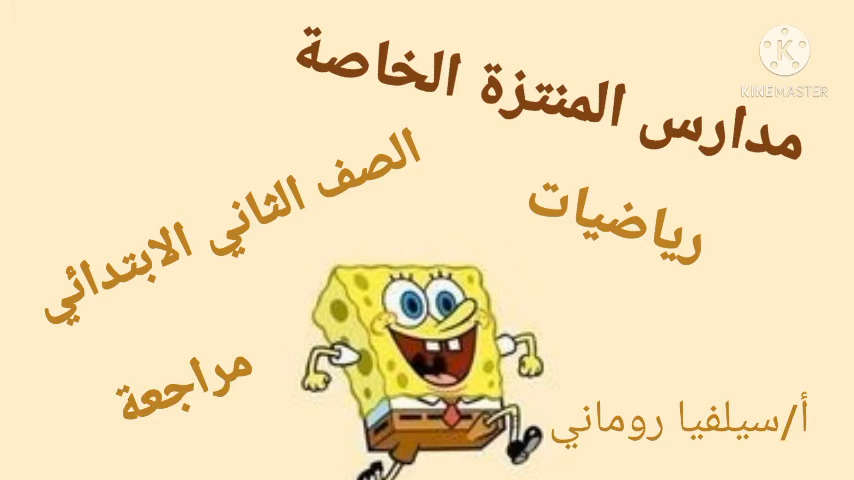 مدارس المنتزة الخاصة
رياضيات
الصف الثاني الابتدائي
مراجعة
أ/سيلفيا روماني
KINEMASTER